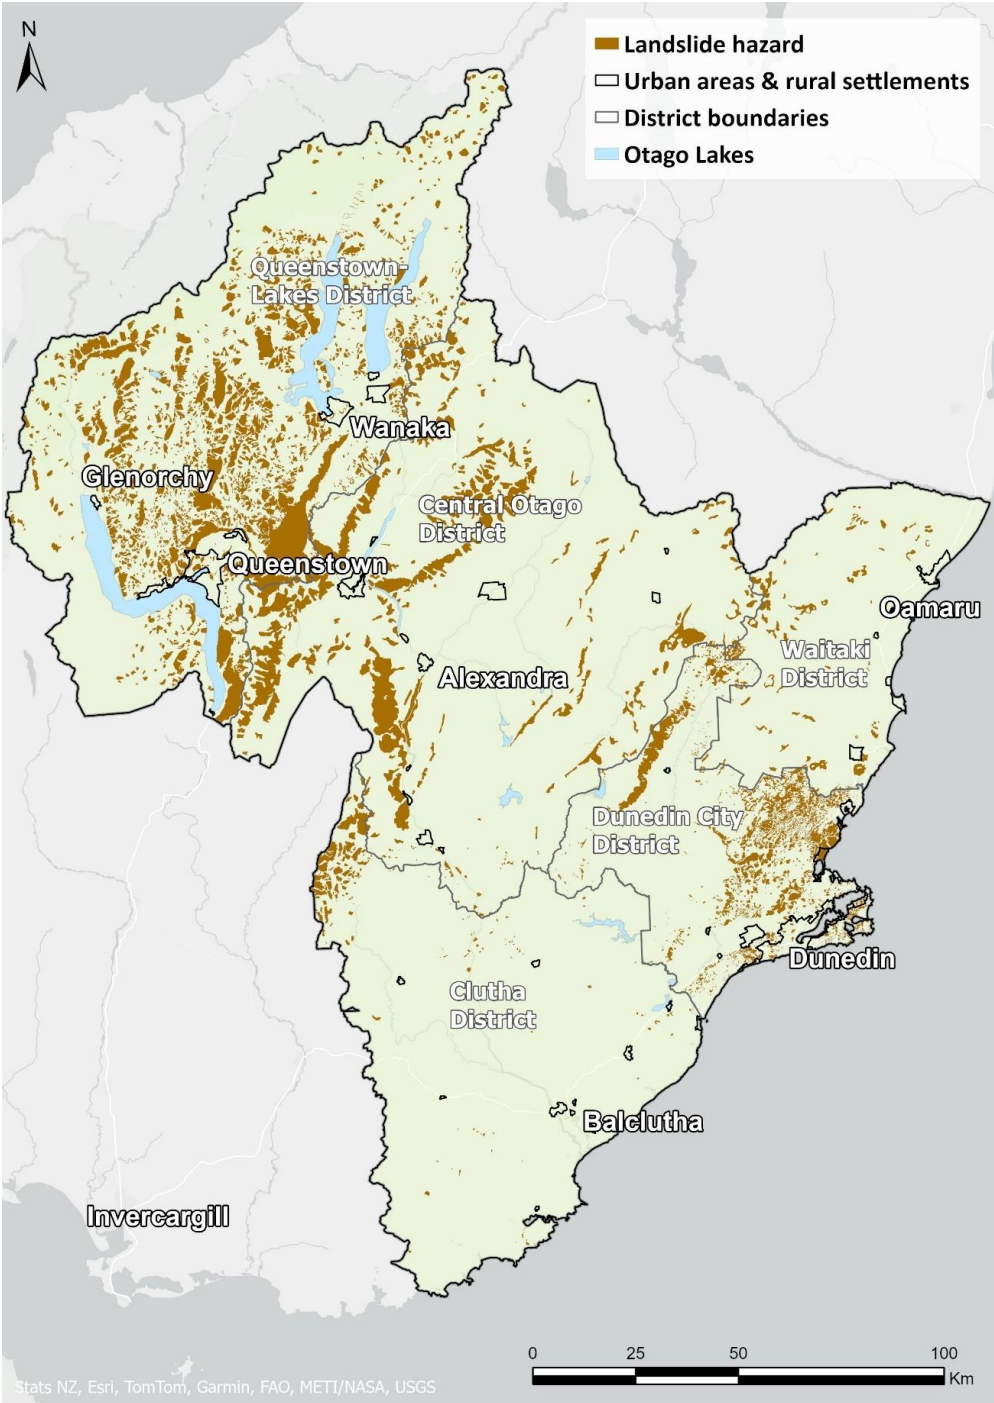 N
Landslide hazard
Urban areas & rural settlements
District boundaries
Otago Lakes
Queenstown-
Lakes District
Wanaka
Glenorchy
Central Otago
District
Queenstown
Oamaru
Waitaki
District
Alexandra
Dunedin City
District
Dunedin
Clutha
District
Balclutha
Invercargill
0 25 50 100
Km
Stats NZ, Esri, TomTom, Garmin, FAO, METI/NASA, USGS